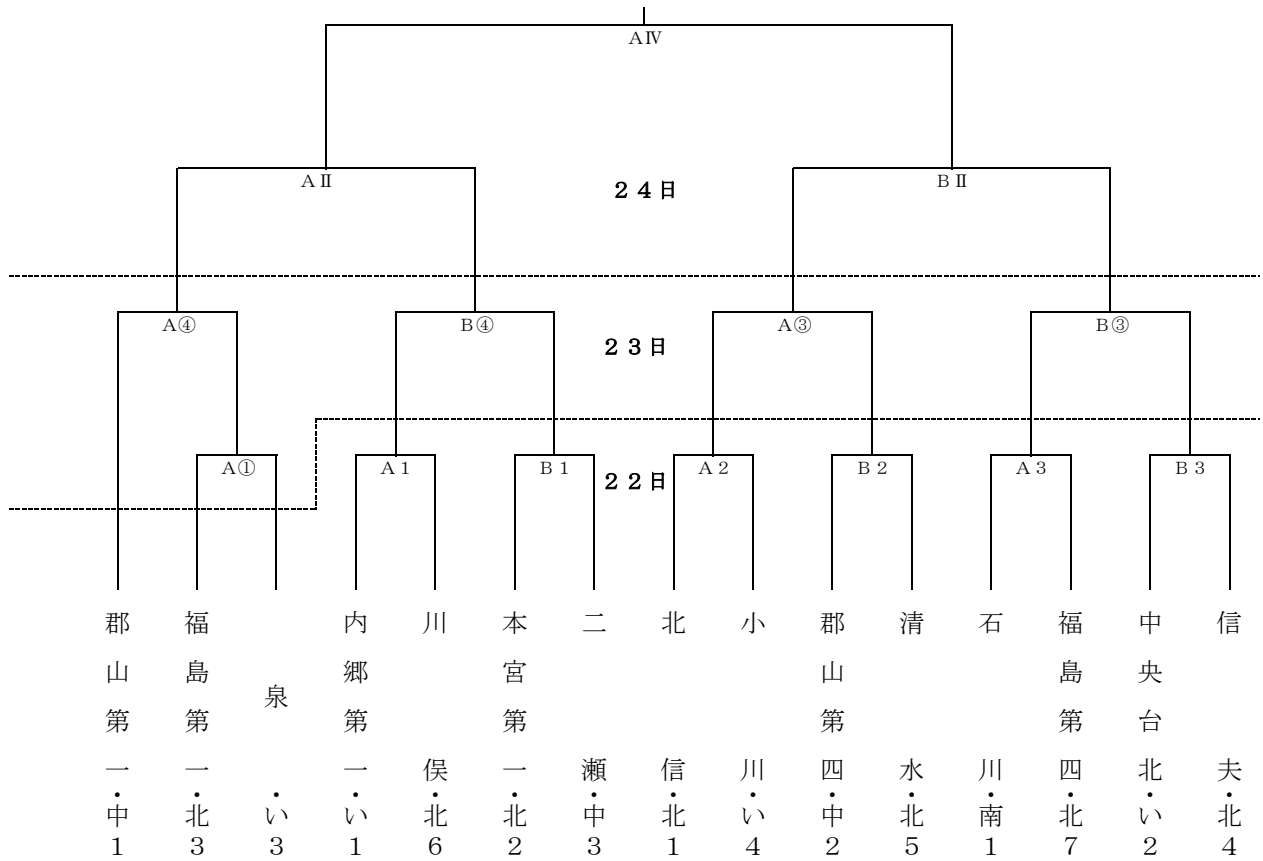 AⅣ
AⅡ
24日
BⅡ
A④
B④
23日
A③
B③
A①
A1
B1
22日
A2
B2
A3
B3
郡山第一・中1
福島第一・北3
泉・い3
内郷第一・い1
川俣・北6
本宮第一・北2
二瀬・中3
北信・北1
小川・い4
郡山第四・中2
清水・北5
石川・南1
福島第四・北7
中央台北・い2
信夫・北4